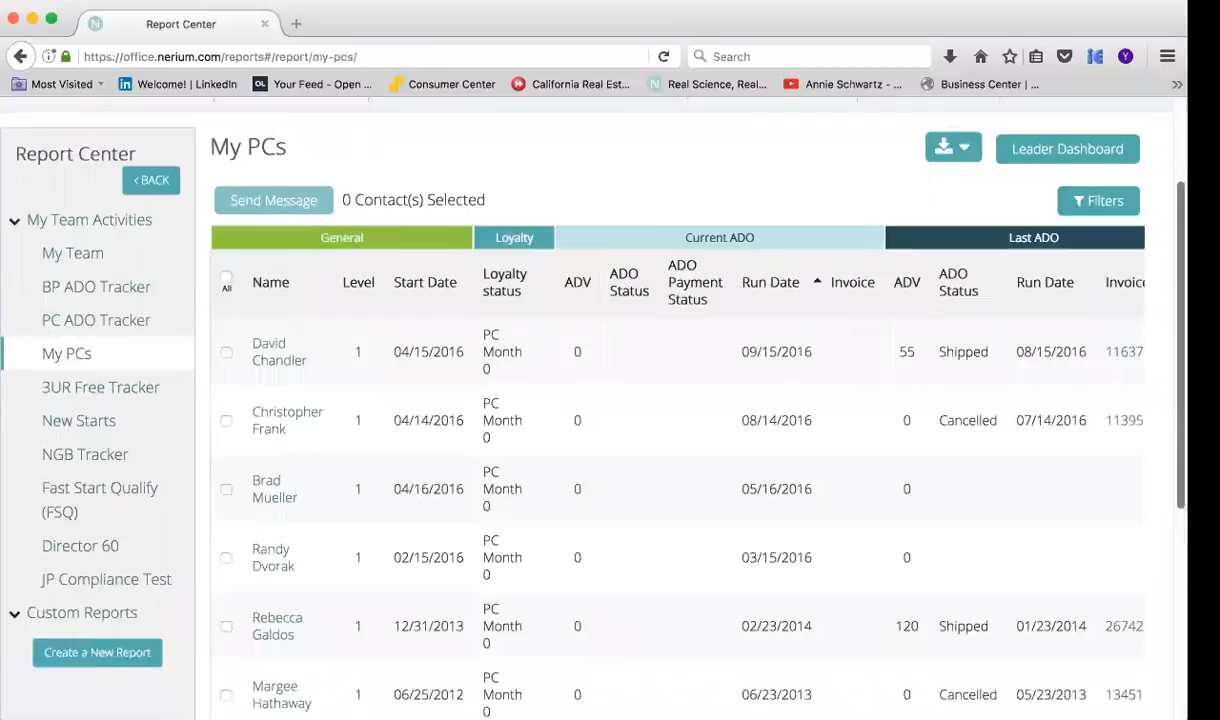 Report Center
https://office.nerium.com/reports#/report/my-pcs/
Search
Most Visited
Welcome! | LinkedIn
Your Feed - Open ...
Consumer Center
California Real Est...
Real Science, Real...
Annie Schwartz - ...
Business Center | ...
Report Center
BACK
My Team Activities
My Team
BP ADO Tracker
PC ADO Tracker
My PCs
3UR Free Tracker
New Starts
NGB Tracker
Fast Start Qualify
(FSQ)
Director 60
JP Compliance Test
Custom Reports
Create a New Report
My PCs
Leader Dashboard
Send Message 0 Contact(s) Selected
Filters
General Loyalty Current ADO Last ADO
All Name Level Start Date Loyalty status ADV ADO Status ADO Payment Status Run Date Invoice ADV ADO Status Run Date Invoice
David Chandler 1 04/15/2016 PC Month 0 0 09/15/2016 55 Shipped 08/15/2016 11637
Christopher Frank 1 04/14/2016 PC Month 0 0 08/14/2016 0 Cancelled 07/14/2016 11395
Brad Mueller 1 04/16/2016 PC Month 0 0 05/16/2016 0
Randy Dvorak 1 02/15/2016 PC Month 0 0 03/15/2016 0
Rebecca Galdos 1 12/31/2013 PC Month 0 0 02/23/2014 120 Shipped 01/23/2014 26742
Margee Hathaway 1 06/25/2012 PC Month 0 0 06/23/2013 0 Cancelled 05/23/2013 13451